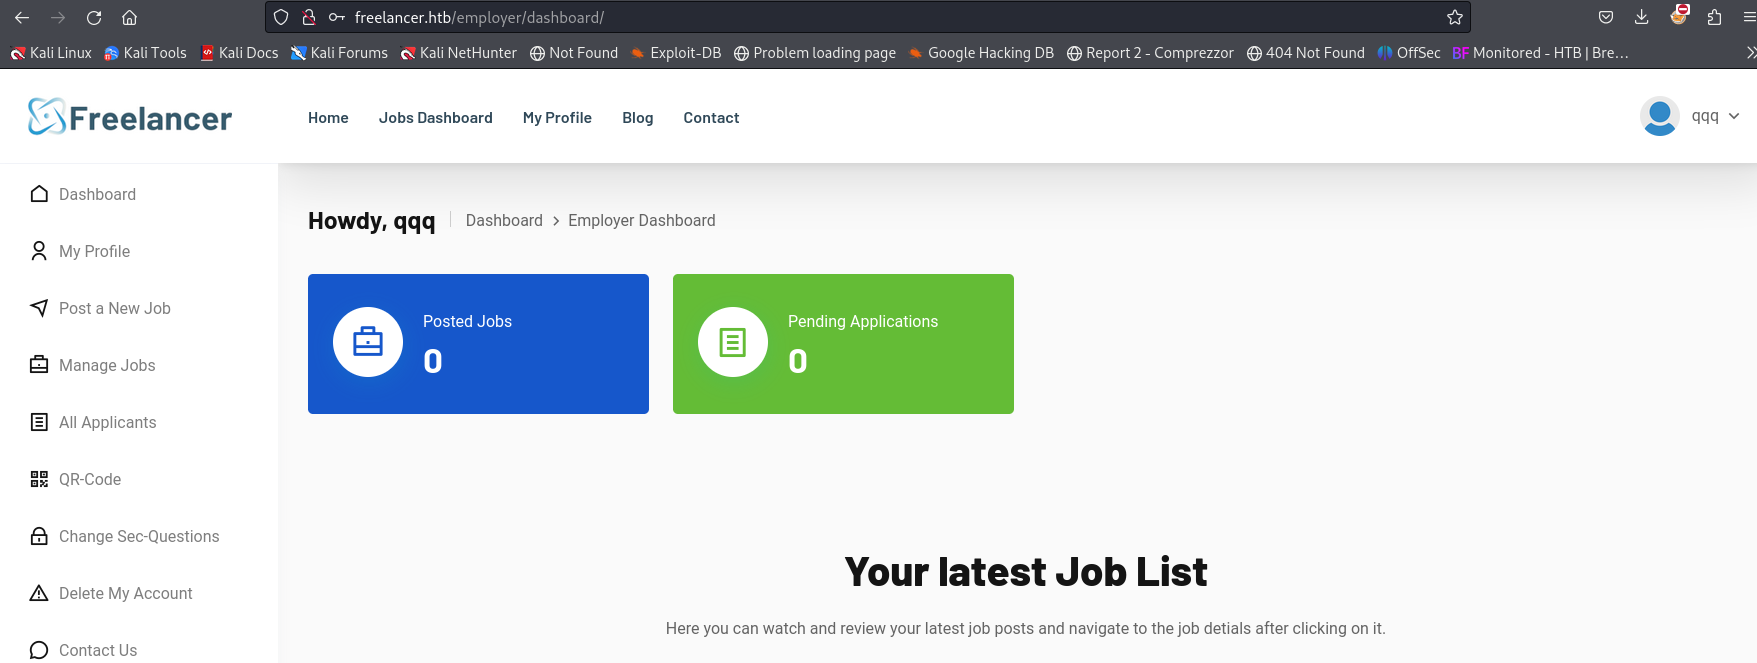 freelancer.htb/employer/dashboard/
Kali Linux Kali Tools Kali Docs Kali Forums Kali NetHunter Not Found Exploit-DB Problem loading page Google Hacking DB Report 2 - Comprezzor 404 Not Found OffSec BF Monitored - HTB | Bre…
Freelancer Home Jobs Dashboard My Profile Blog Contact qqq
Dashboard
My Profile
Post a New Job
Manage Jobs
All Applicants
QR-Code
Change Sec-Questions
Delete My Account
Contact Us
Howdy, qqq Dashboard > Employer Dashboard
Posted Jobs
0
Pending Applications
0
Your latest Job List
Here you can watch and review your latest job posts and navigate to the job detials after clicking on it.